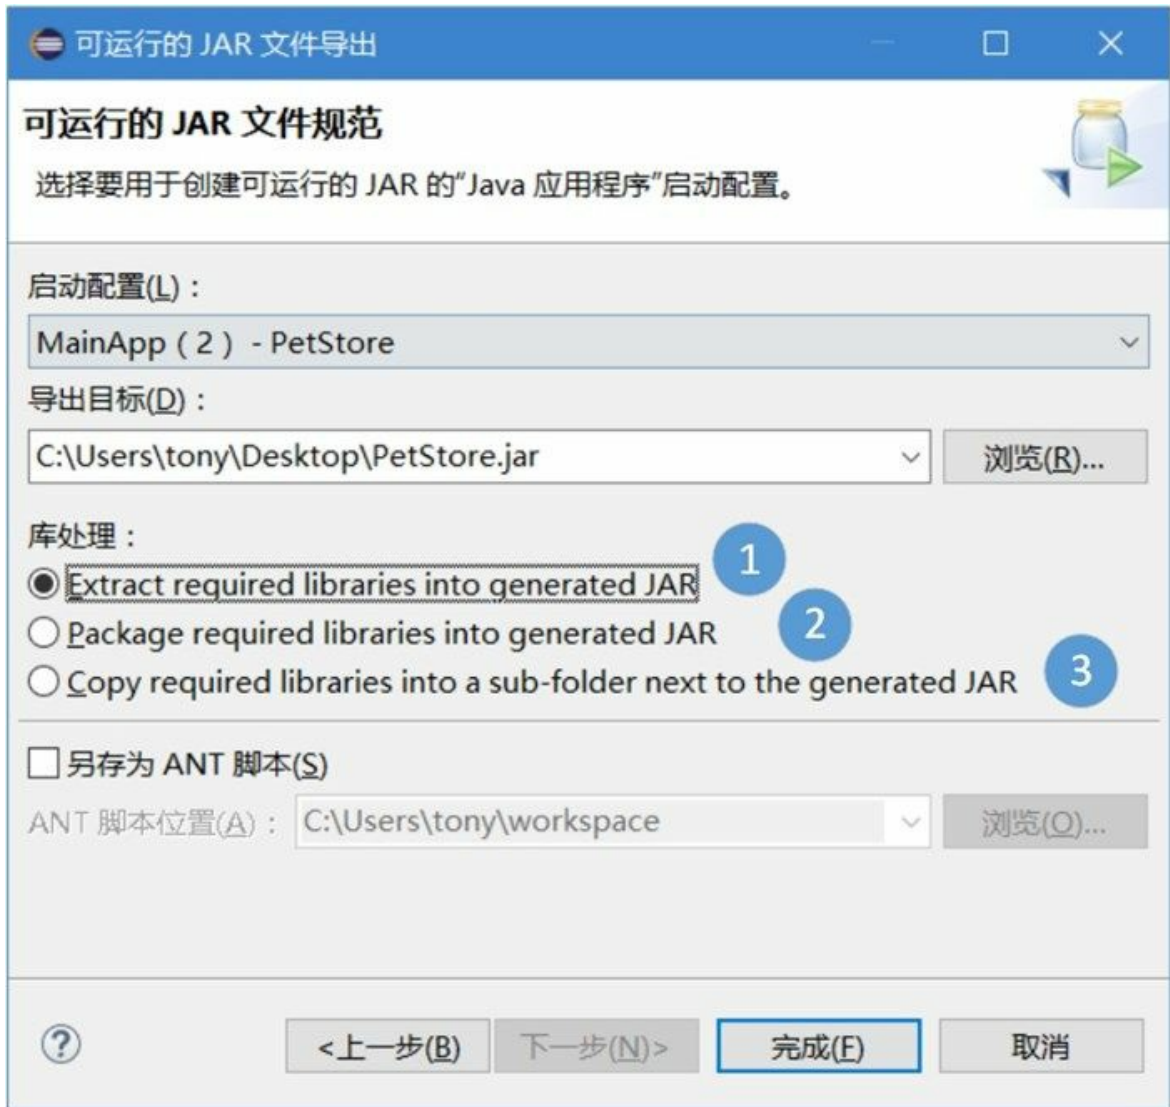 可运行的 JAR 文件导出
可运行的 JAR 文件规范
选择要用于创建可运行的 JAR 的“Java 应用程序”启动配置。
启动配置(L)：
MainApp（2） - PetStore
导出目标(D)：
C:\Users\tony\Desktop\PetStore.jar
浏览(R)...
库处理：
Extract required libraries into generated JAR
1
Package required libraries into generated JAR
2
Copy required libraries into a sub-folder next to the generated JAR
3
另存为 ANT 脚本(S)
ANT 脚本位置(A)： C:\Users\tony\workspace 浏览(O)...
? <上一步(B) 下一步(N)> 完成(F) 取消